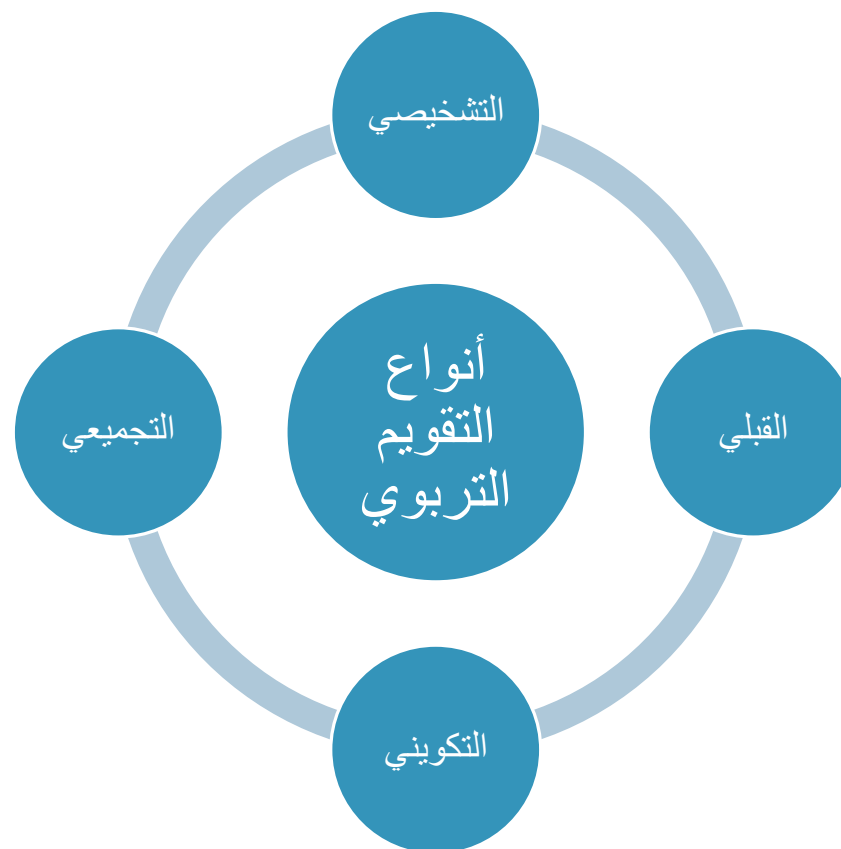 التشخيصي
أنواع
التقويم
التربوي
القبلي
التجميعي
التكويني